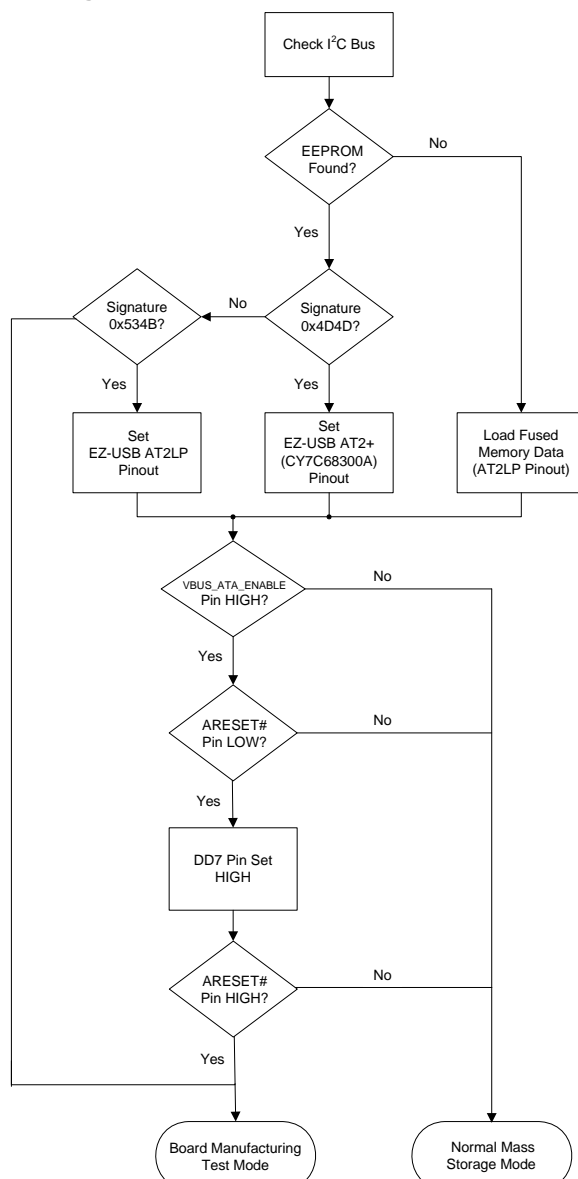 Check I²C Bus
EEPROM
Found?
No
Yes
Signature
0x534B?
No
Signature
0x4D4D?
Yes
Yes
Set
EZ-USB AT2LP
Pinout
Set
EZ-USB AT2+
(CY7C68300A)
Pinout
Load Fused
Memory Data
(AT2LP Pinout)
VBUS_ATA_ENABLE
Pin HIGH?
No
Yes
ARESET#
Pin LOW?
No
Yes
DD7 Pin Set
HIGH
ARESET#
Pin HIGH?
No
Yes
Board Manufacturing
Test Mode
Normal Mass
Storage Mode